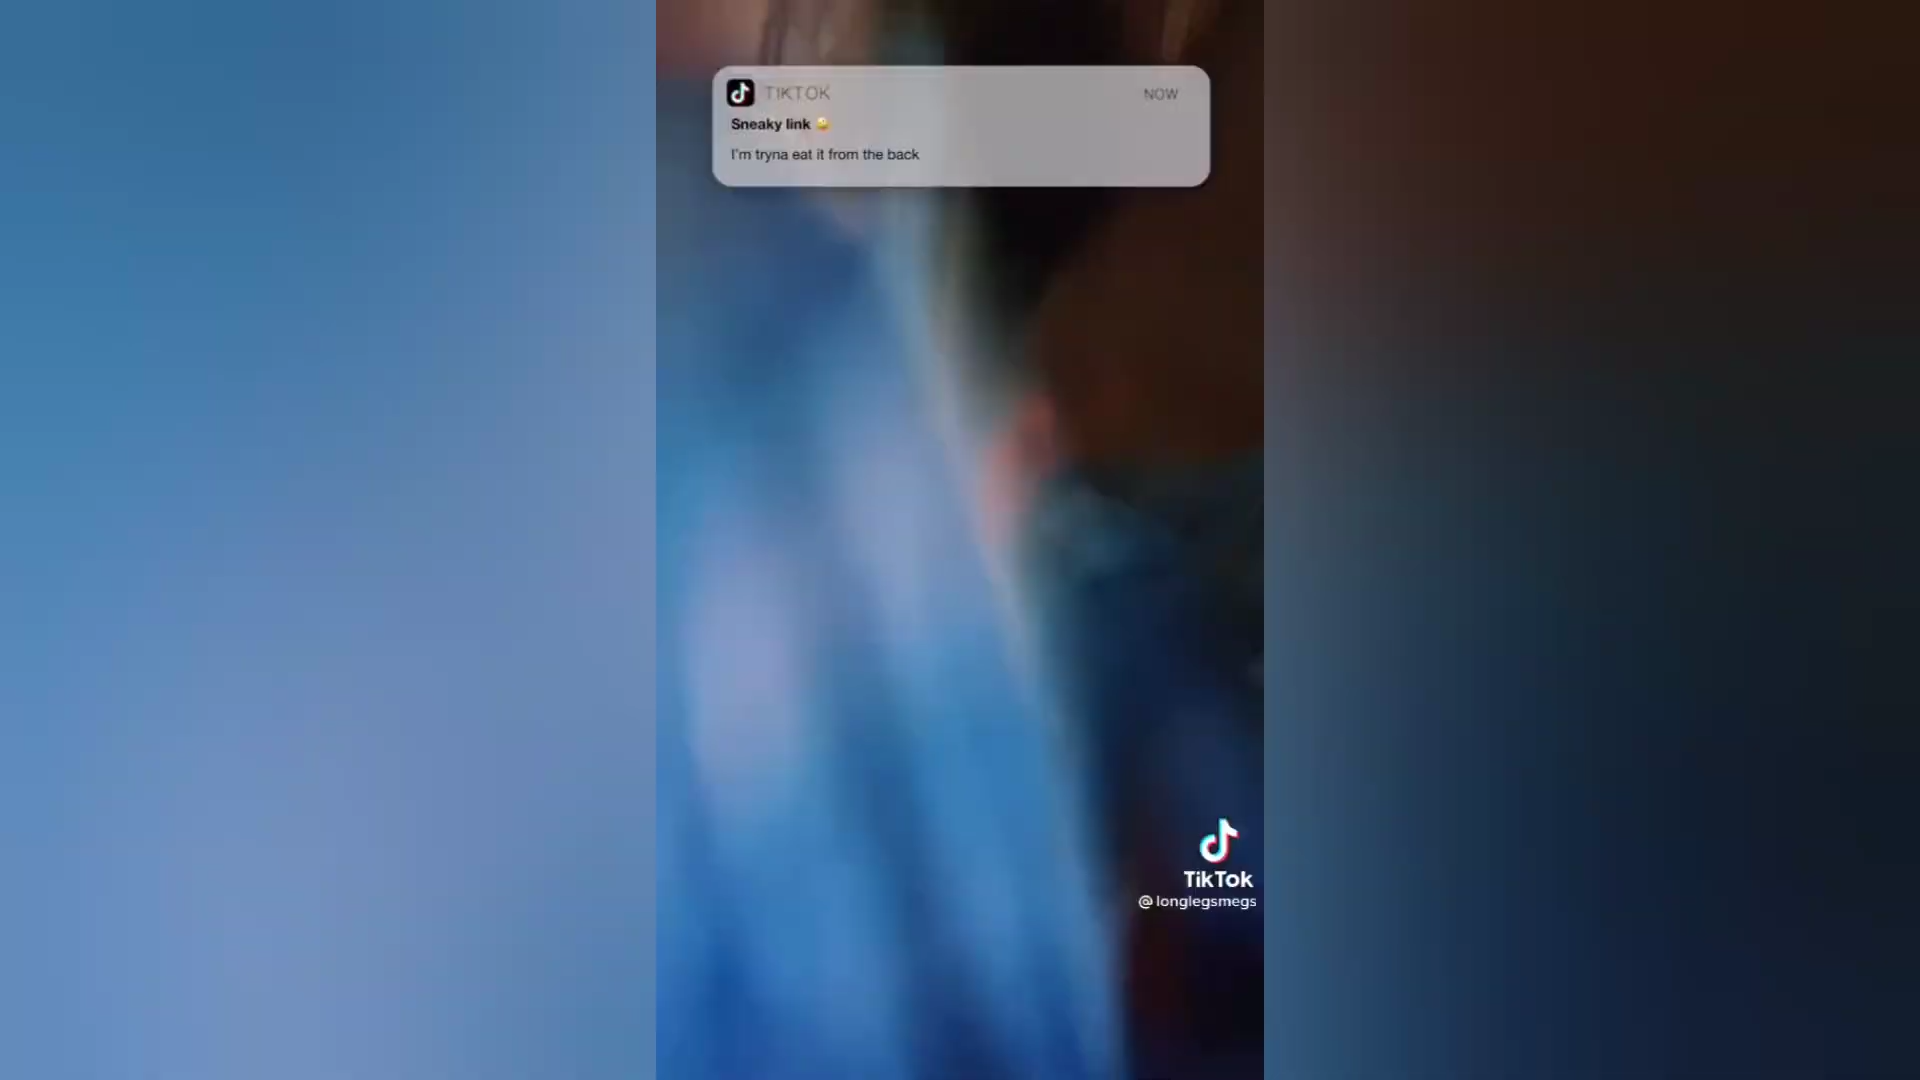 TIKTOK
NOW
Sneaky link 🤪
I'm tryna eat it from the back
TikTok
@longlegsmegs